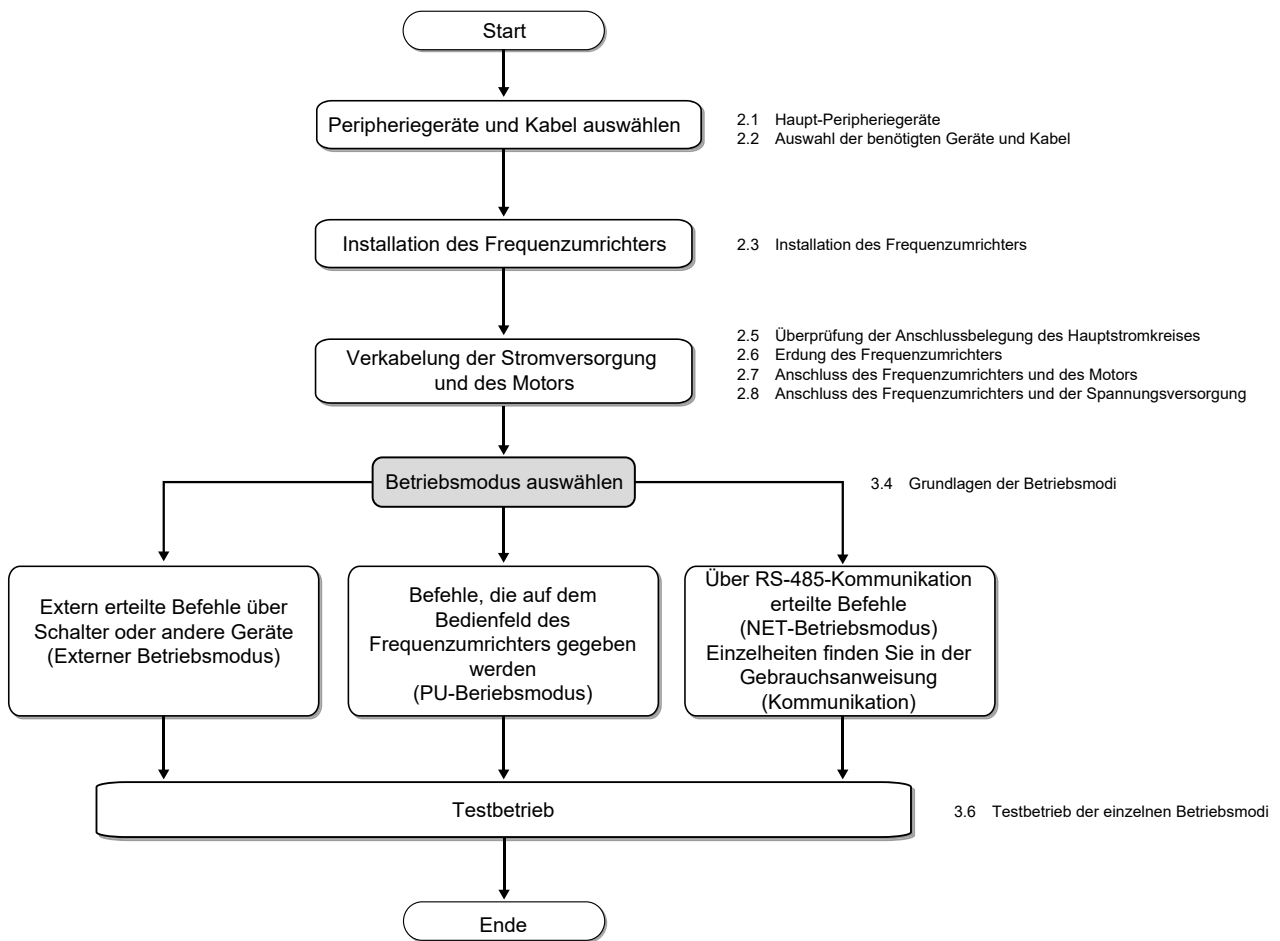 Start
Peripheriegeräte und Kabel auswählen
2.1 Haupt-Peripheriegeräte
2.2 Auswahl der benötigten Geräte und Kabel
Installation des Frequenzumrichters
2.3 Installation des Frequenzumrichters
Verkabelung der Stromversorgung
und des Motors
2.5 Überprüfung der Anschlussbelegung des Hauptstromkreises
2.6 Erdung des Frequenzumrichters
2.7 Anschluss des Frequenzumrichters und des Motors
2.8 Anschluss des Frequenzumrichters und der Spannungsversorgung
Betriebsmodus auswählen
3.4 Grundlagen der Betriebsmodi
Extern erteilte Befehle über
Schalter oder andere Geräte
(Externer Betriebsmodus)
Befehle, die auf dem
Bedienfeld des
Frequenzumrichters gegeben
werden
(PU-Beriebsmodus)
Über RS-485-Kommunikation
erteilte Befehle
(NET-Betriebsmodus)
Einzelheiten finden Sie in der
Gebrauchsanweisung
(Kommunikation)
Testbetrieb
3.6 Testbetrieb der einzelnen Betriebsmodi
Ende